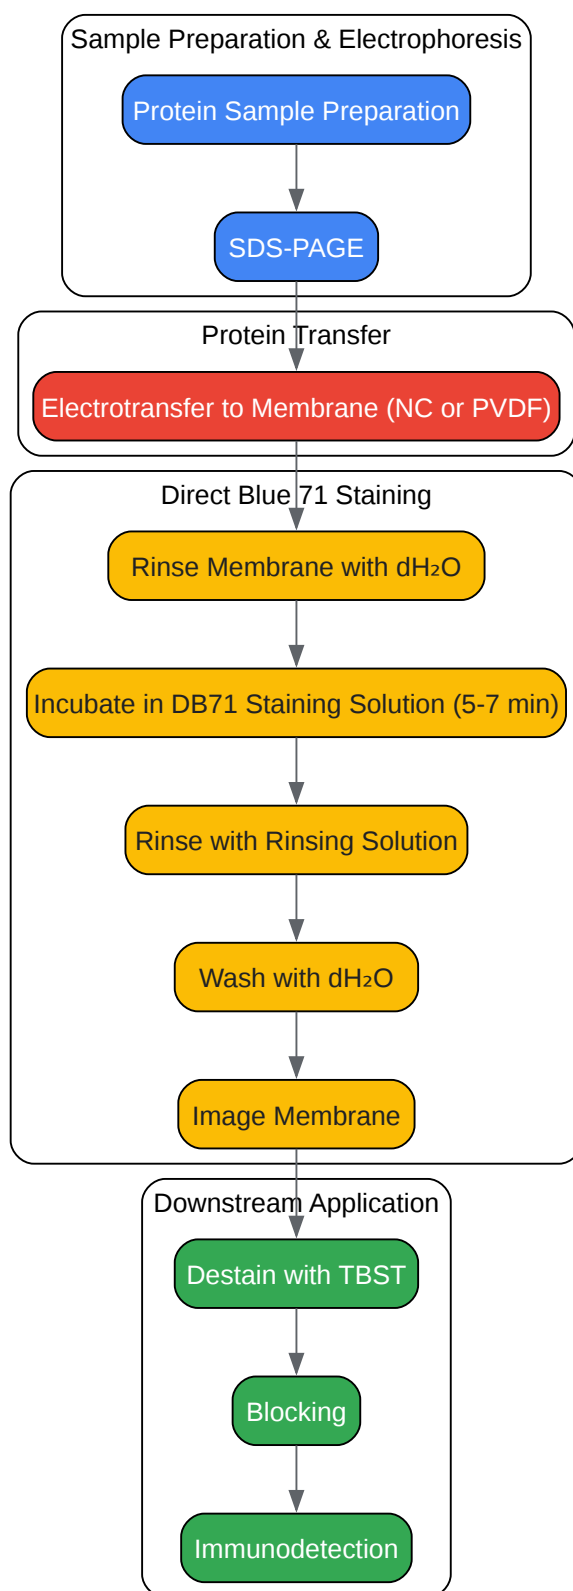 Sample Preparation & Electrophoresis
Protein Sample Preparation
SDS-PAGE
Protein Transfer
Electrotransfer to Membrane (NC or PVDF)
Direct Blue 71 Staining
Rinse Membrane with dH₂O
Incubate in DB71 Staining Solution (5-7 min)
Rinse with Rinsing Solution
Wash with dH₂O
Image Membrane
Downstream Application
Destain with TBST
Blocking
Immunodetection